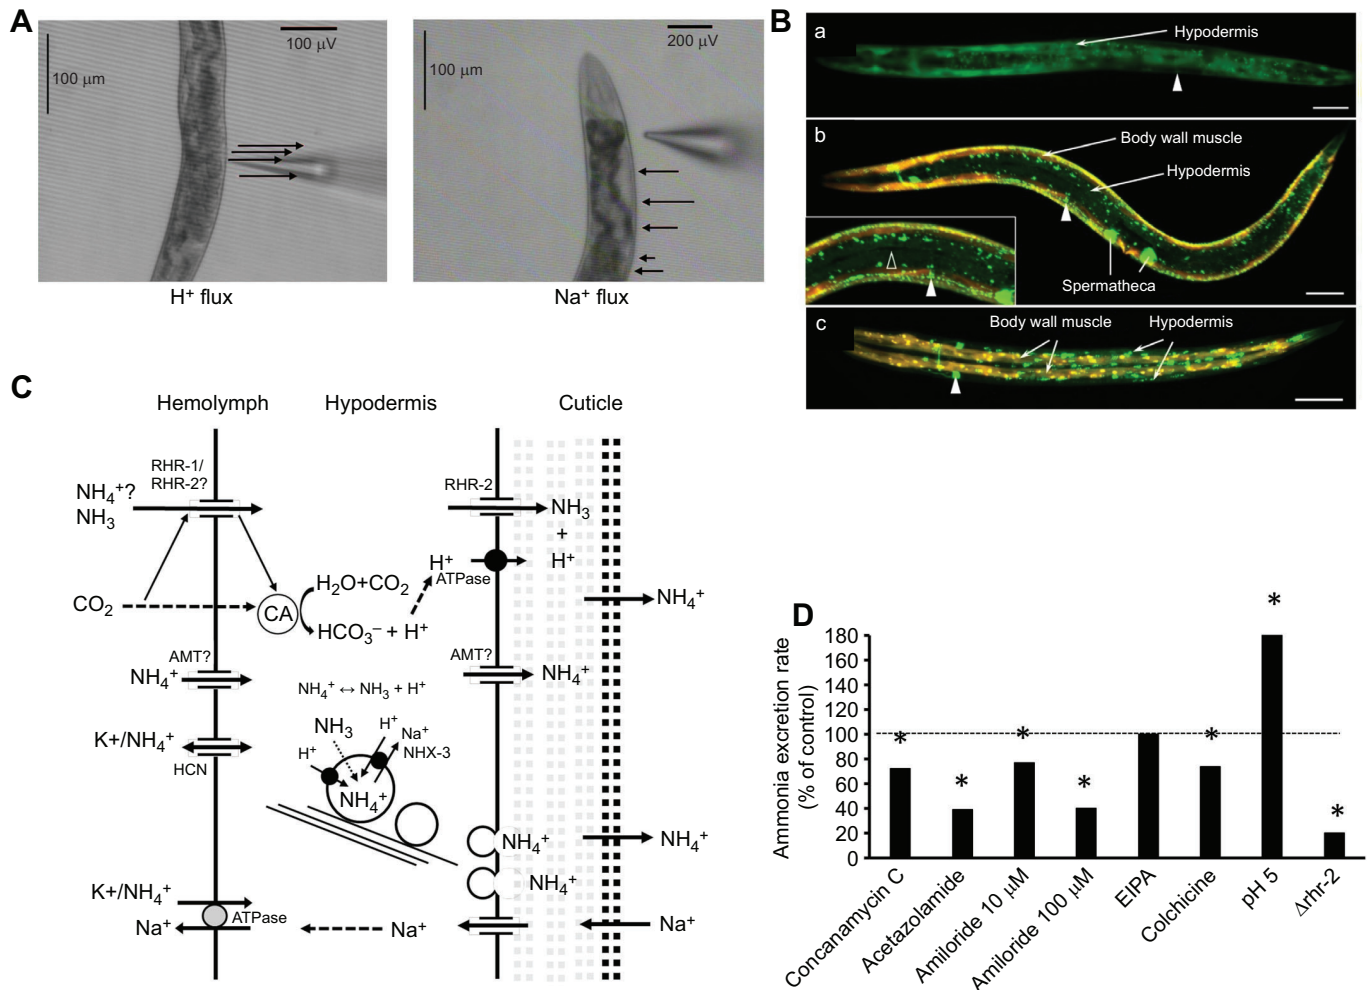 A
100 µV
100 µm
H⁺ flux
200 µV
100 µm
Na⁺ flux
B
a
Hypodermis
b
Body wall muscle
Hypodermis
Spermatheca
c
Body wall muscle
Hypodermis
C
Hemolymph
Hypodermis
Cuticle
RHR-1/
RHR-2?
NH₄⁺?
NH₃
RHR-2
NH₃
+
H⁺
H⁺
ATPase
H₂O+CO₂
CO₂
CA
HCO₃⁻ + H⁺
NH₄⁺
AMT?
NH₄⁺
AMT?
NH₄⁺
NH₄⁺ ↔ NH₃ + H⁺
NH₃
H⁺
Na⁺
NHX-3
H⁺
NH₄⁺
K+/NH₄⁺
HCN
NH₄⁺
NH₄⁺
NH₄⁺
K+/NH₄⁺
ATPase
Na⁺
Na⁺
Na⁺
D
Ammonia excretion rate
(% of control)
180
160
140
120
100
80
60
40
20
0
* * * * * * *
Concanamycin C
Acetazolamide
Amiloride 10 µM
Amiloride 100 µM
EIPA
Colchicine
pH 5
Δrhr-2